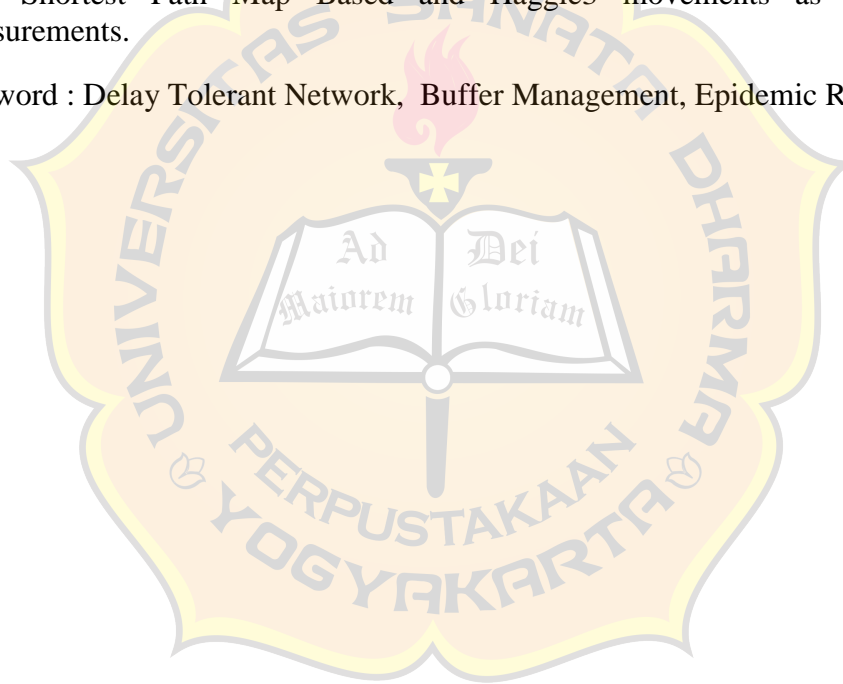 Shortest Path Map Based and Haggle3 movements as
surements.
word : Delay Tolerant Network, Buffer Management, Epidemic R
UNIVERSITAS SANATA DHARMA
Ad Dei
Maiorem Gloriam
PERPUSTAKAAN
YOGYAKARTA